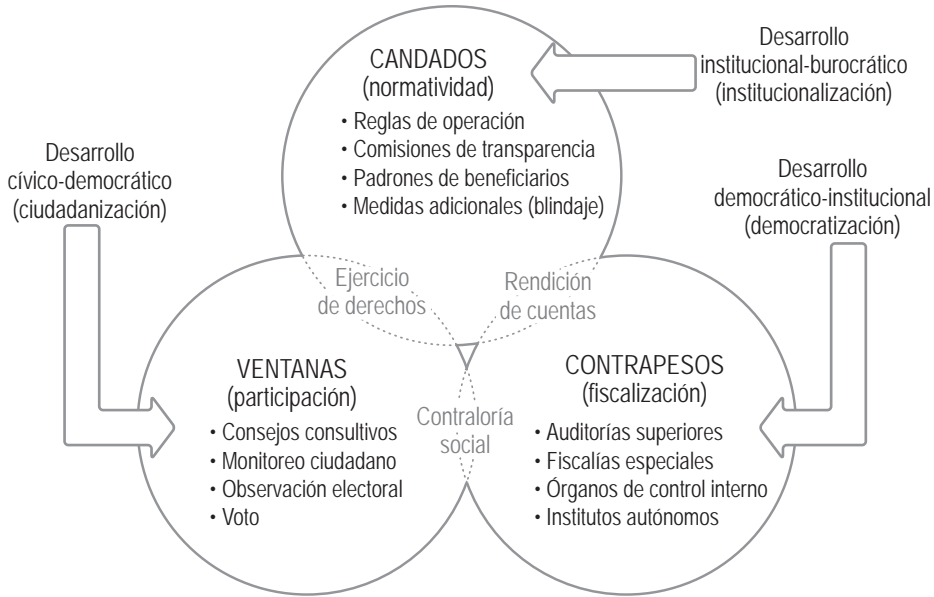 CANDADOS
(normatividad)
• Reglas de operación
• Comisiones de transparencia
• Padrones de beneficiarios
• Medidas adicionales (blindaje)
Desarrollo
institucional-burocrático
(institucionalización)
Desarrollo
cívico-democrático
(ciudadanización)
Desarrollo
democrático-institucional
(democratización)
Ejercicio
de derechos
Rendición
de cuentas
VENTANAS
(participación)
• Consejos consultivos
• Monitoreo ciudadano
• Observación electoral
• Voto
Contraloría
social
CONTRAPESOS
(fiscalización)
• Auditorías superiores
• Fiscalías especiales
• Órganos de control interno
• Institutos autónomos